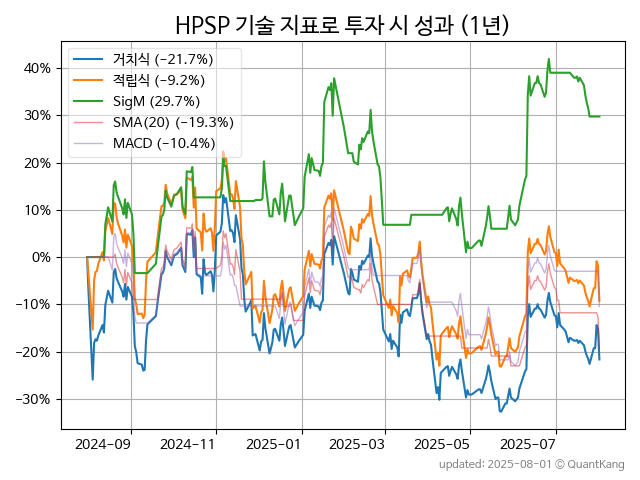 HPSP 기술 지표로 투자 시 성과 (1년)
거치식 (−21.7%)
적립식 (−9.2%)
SigM (29.7%)
SMA(20) (−19.3%)
MACD (−10.4%)
40%
30%
20%
10%
0%
−10%
−20%
−30%
2024-09 2024-11 2025-01 2025-03 2025-05 2025-07
updated: 2025-08-01 © QuantKang